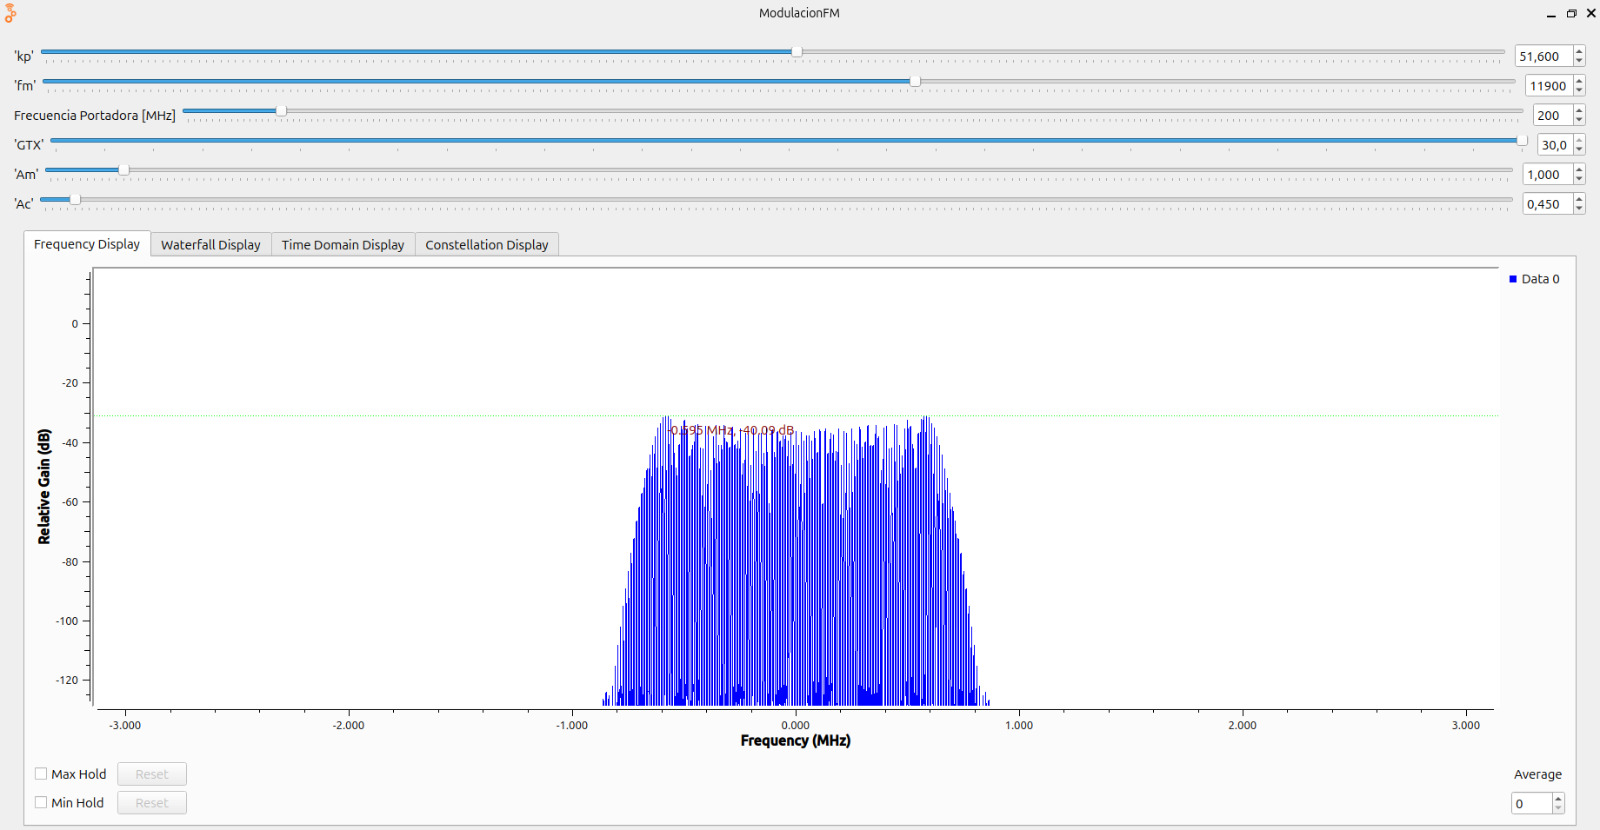 ModulacionFM
'kp' 51,600
'fm' 11900
Frecuencia Portadora [MHz] 200
'GTX' 30,0
'Am' 1,000
'Ac' 0,450
Frequency Display Waterfall Display Time Domain Display Constellation Display
Data 0
0
-20
-0.595 MHz, -40.09 dB
-40
-60
-80
-100
-120
Relative Gain (dB)
-3.000 -2.000 -1.000 0.000 1.000 2.000 3.000
Frequency (MHz)
Max Hold Reset Average
Min Hold Reset 0